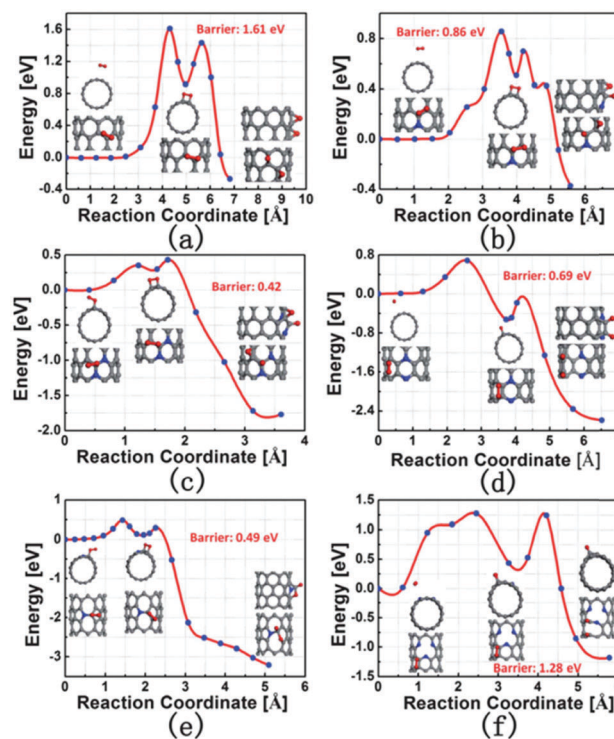 Barrier: 1.61 eV
Energy [eV]
1.6
1.2
0.8
0.4
0.0
-0.4
0 1 2 3 4 5 6 7 8 9 10
Reaction Coordinate [Å]
(a)
Barrier: 0.86 eV
Energy [eV]
0.8
0.4
0.0
-0.4
0 1 2 3 4 5 6
Reaction Coordinate [Å]
(b)
Barrier: 0.42
Energy [eV]
0.5
0.0
-0.5
-1.0
-1.5
-2.0
0 1 2 3 4
Reaction Coordinate [Å]
(c)
Barrier: 0.69 eV
Energy [eV]
0.8
0.0
-0.8
-1.6
-2.4
0 1 2 3 4 5 6
Reaction Coordinate [Å]
(d)
Barrier: 0.49 eV
Energy [eV]
1
0
-1
-2
-3
0 1 2 3 4 5 6
Reaction Coordinate [Å]
(e)
Barrier: 1.28 eV
Energy [eV]
1.5
1.0
0.5
0.0
-0.5
-1.0
-1.5
0 1 2 3 4 5
Reaction Coordinate [Å]
(f)